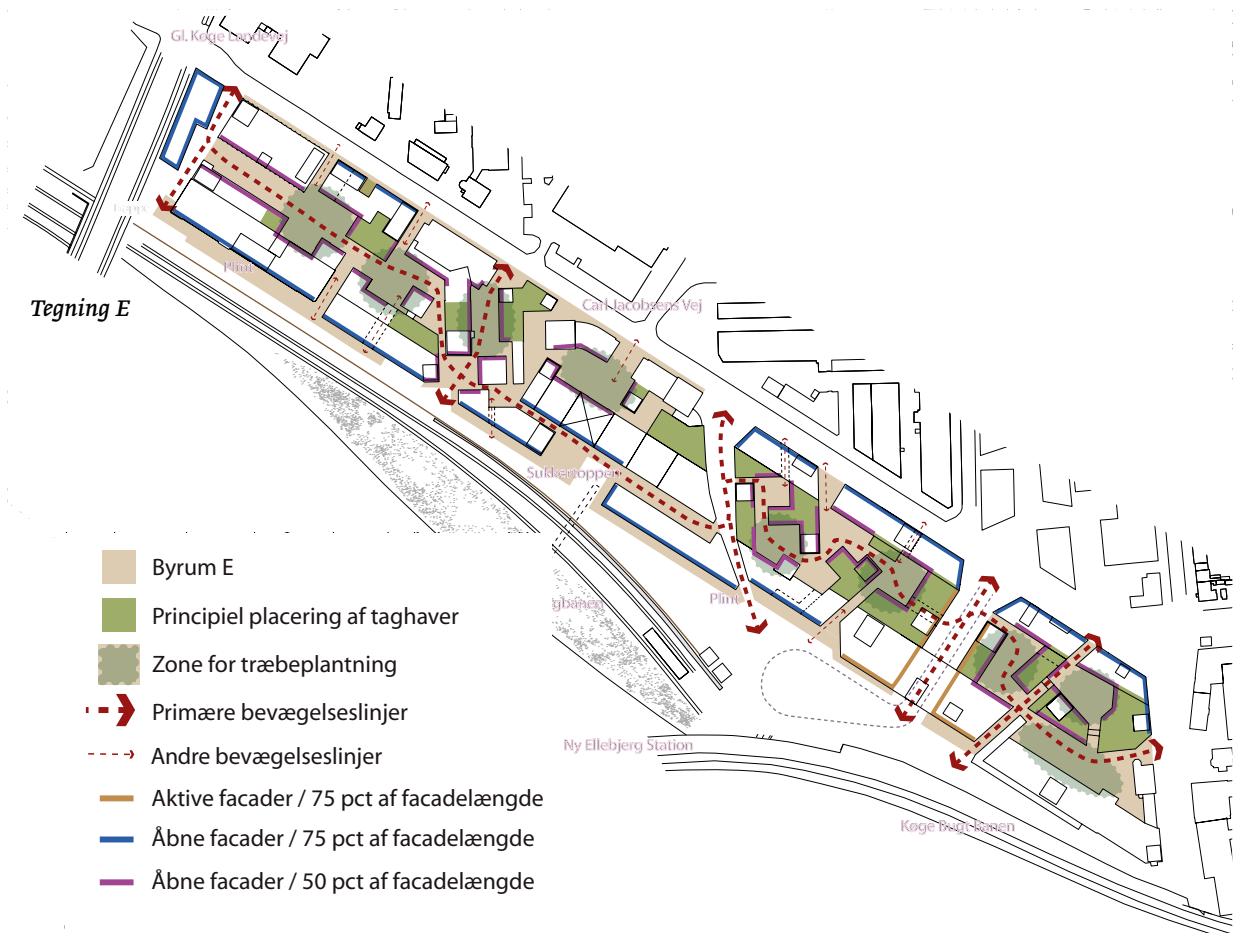 Gl. Køge Landevej
Trappe
Plint
Tegning E
Carl Jacobsens Vej
Sukkertoppen
Plint
Ny Ellebjerg Station
Køge Bugt Banen
Byrum E
Principiel placering af taghaver
Zone for træbeplantning
Primære bevægelseslinjer
Andre bevægelseslinjer
Aktive facader / 75 pct af facadelængde
Åbne facader / 75 pct af facadelængde
Åbne facader / 50 pct af facadelængde